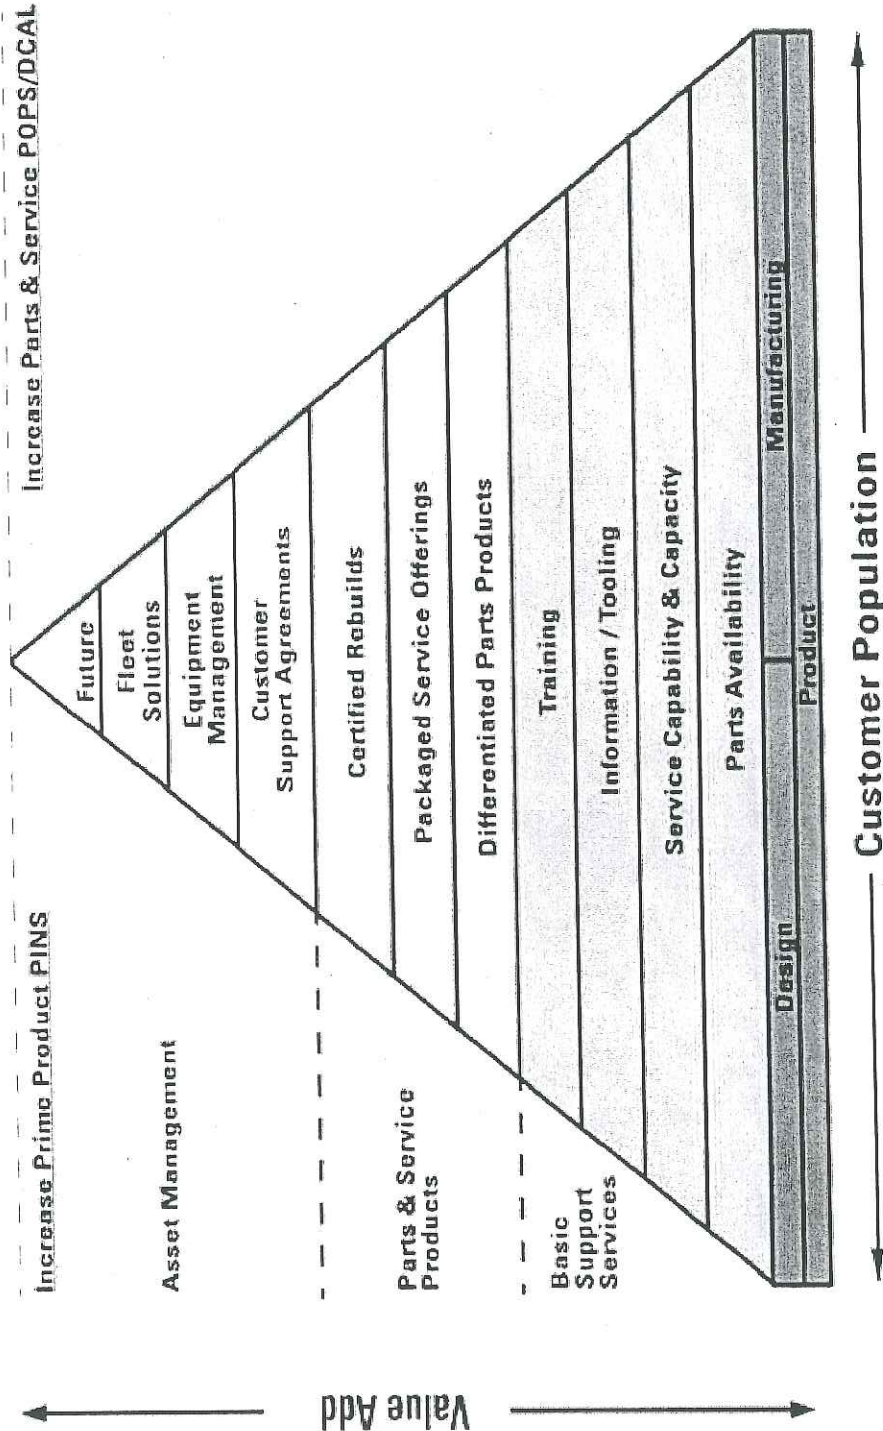 Increase Prime Product PINS
Increase Parts & Service POPS/DCAL
Value Add
Asset Management
Parts & Service
Products
Basic
Support
Services
Future
Fleet
Solutions
Equipment
Management
Customer
Support Agreements
Certified Rebuilds
Packaged Service Offerings
Differentiated Parts Products
Training
Information / Tooling
Service Capability & Capacity
Parts Availability
Design
Manufacturing
Product
Customer Population